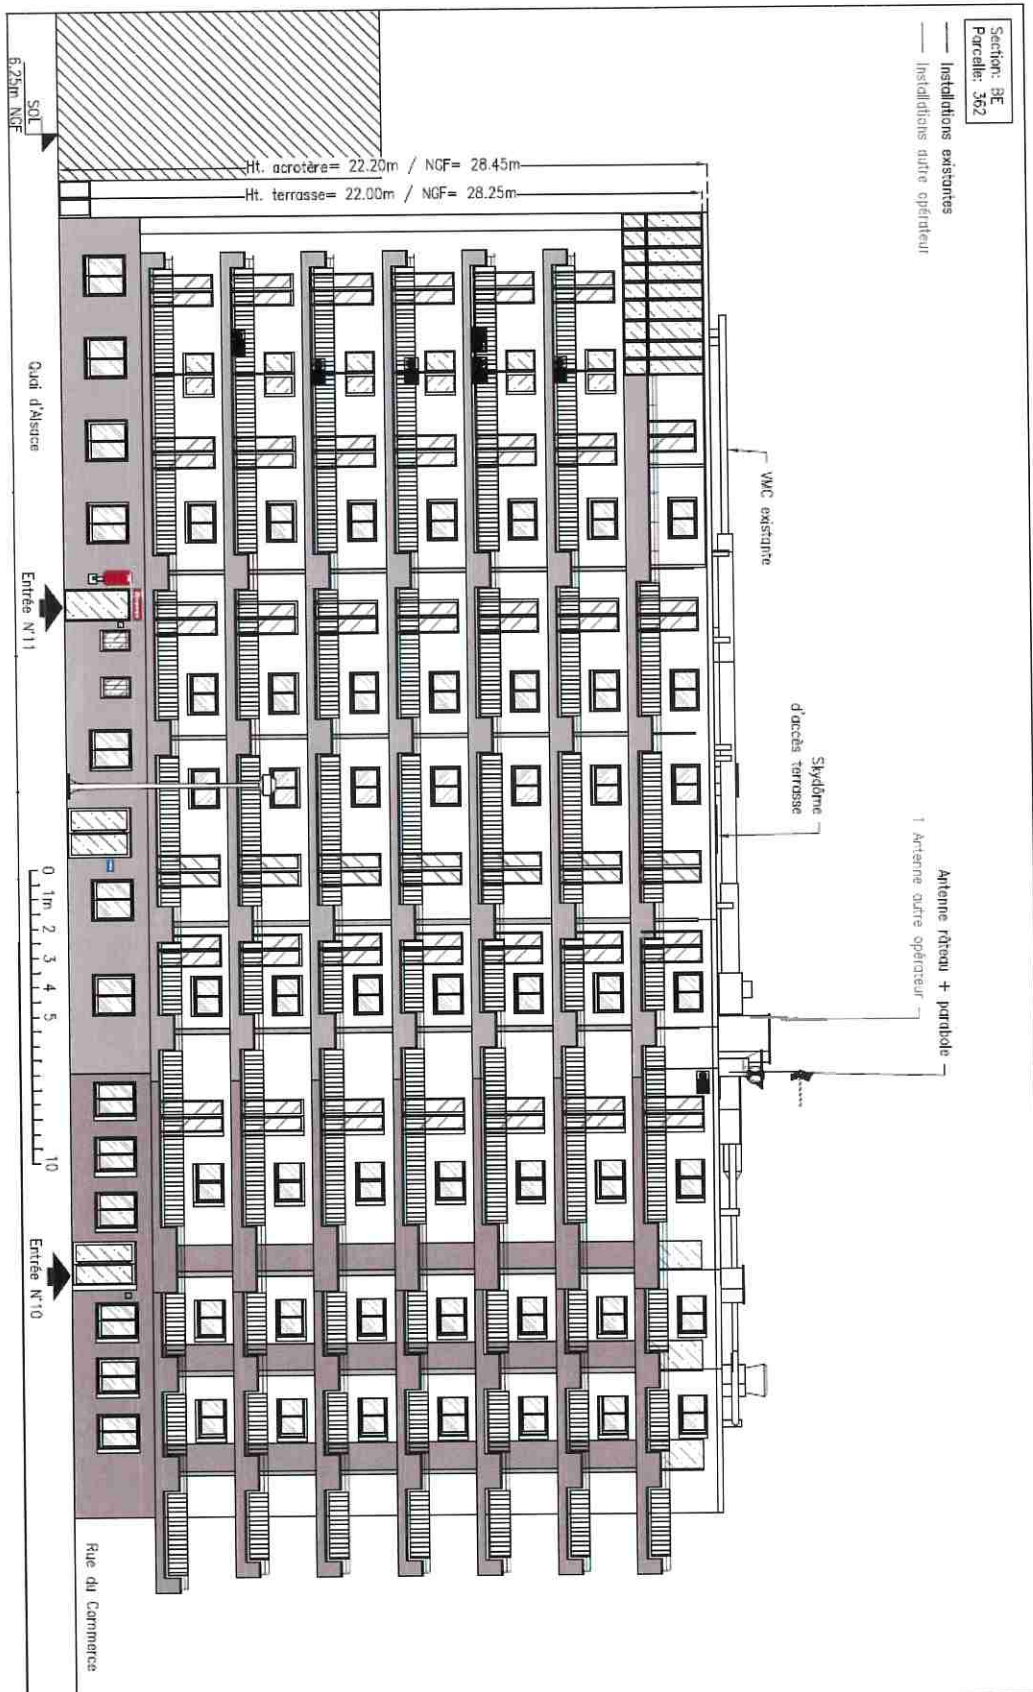 Section: BE
Parcelle: 362
Installations existantes
Installations autre opérateur
Antenne râteau + parabole
1 Antenne autre opérateur
Skydôme
d'accès terrasse
VMC existante
Ht. acrotère= 22.20m / NGF= 28.45m
Ht. terrasse= 22.00m / NGF= 28.25m
SOL
6.25m NGF
Quai d'Alsace
Entrée N°11
0 1m 2 3 4 5 10
Entrée N°10
Rue du Commerce